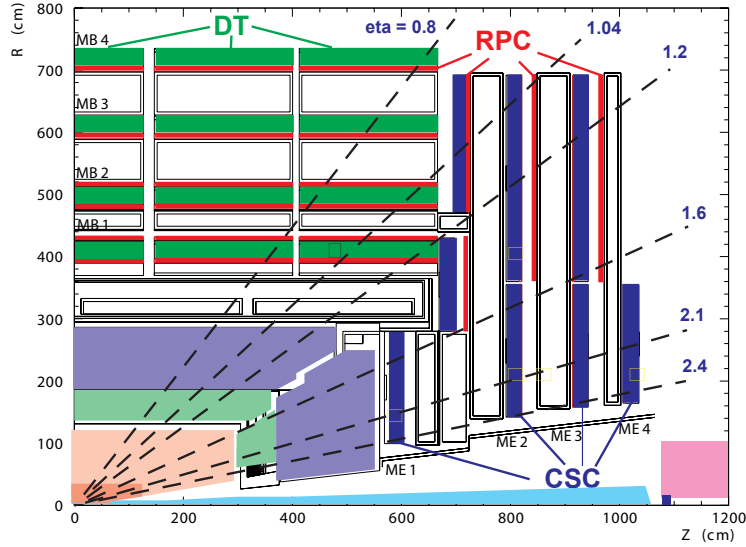 R (cm)
800
700
600
500
400
300
200
100
0
MB 4
DT
eta = 0.8
RPC
1.04
1.2
MB 3
MB 2
MB 1
1.6
2.1
2.4
ME 1
ME 2
ME 3
ME 4
CSC
0
200
400
600
800
1000
1200
Z (cm)